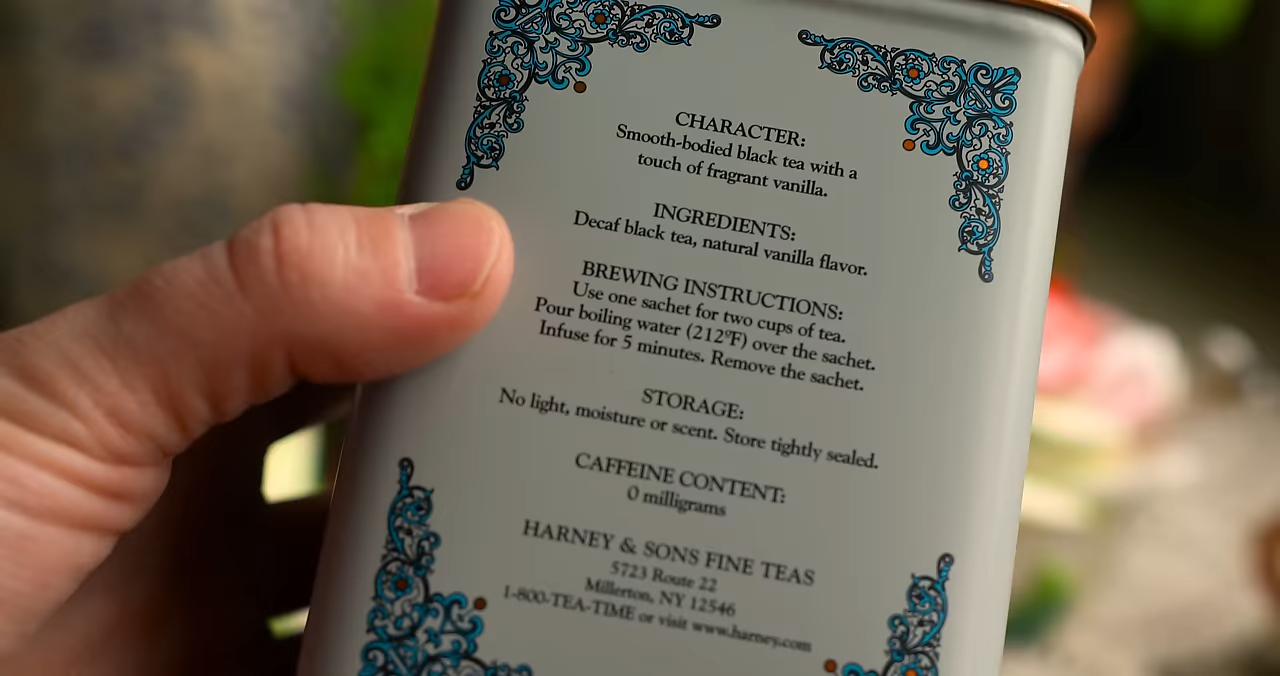 CHARACTER:
Smooth-bodied black tea with a
touch of fragrant vanilla.
INGREDIENTS:
Decaf black tea, natural vanilla flavor.
BREWING INSTRUCTIONS:
Use one sachet for two cups of tea.
Pour boiling water (212°F) over the sachet.
Infuse for 5 minutes. Remove the sachet.
STORAGE:
No light, moisture or scent. Store tightly sealed.
CAFFEINE CONTENT:
0 milligrams
HARNEY & SONS FINE TEAS
5723 Route 22
Millerton, NY 12546
1-800-TEA-TIME or visit www.harney.com